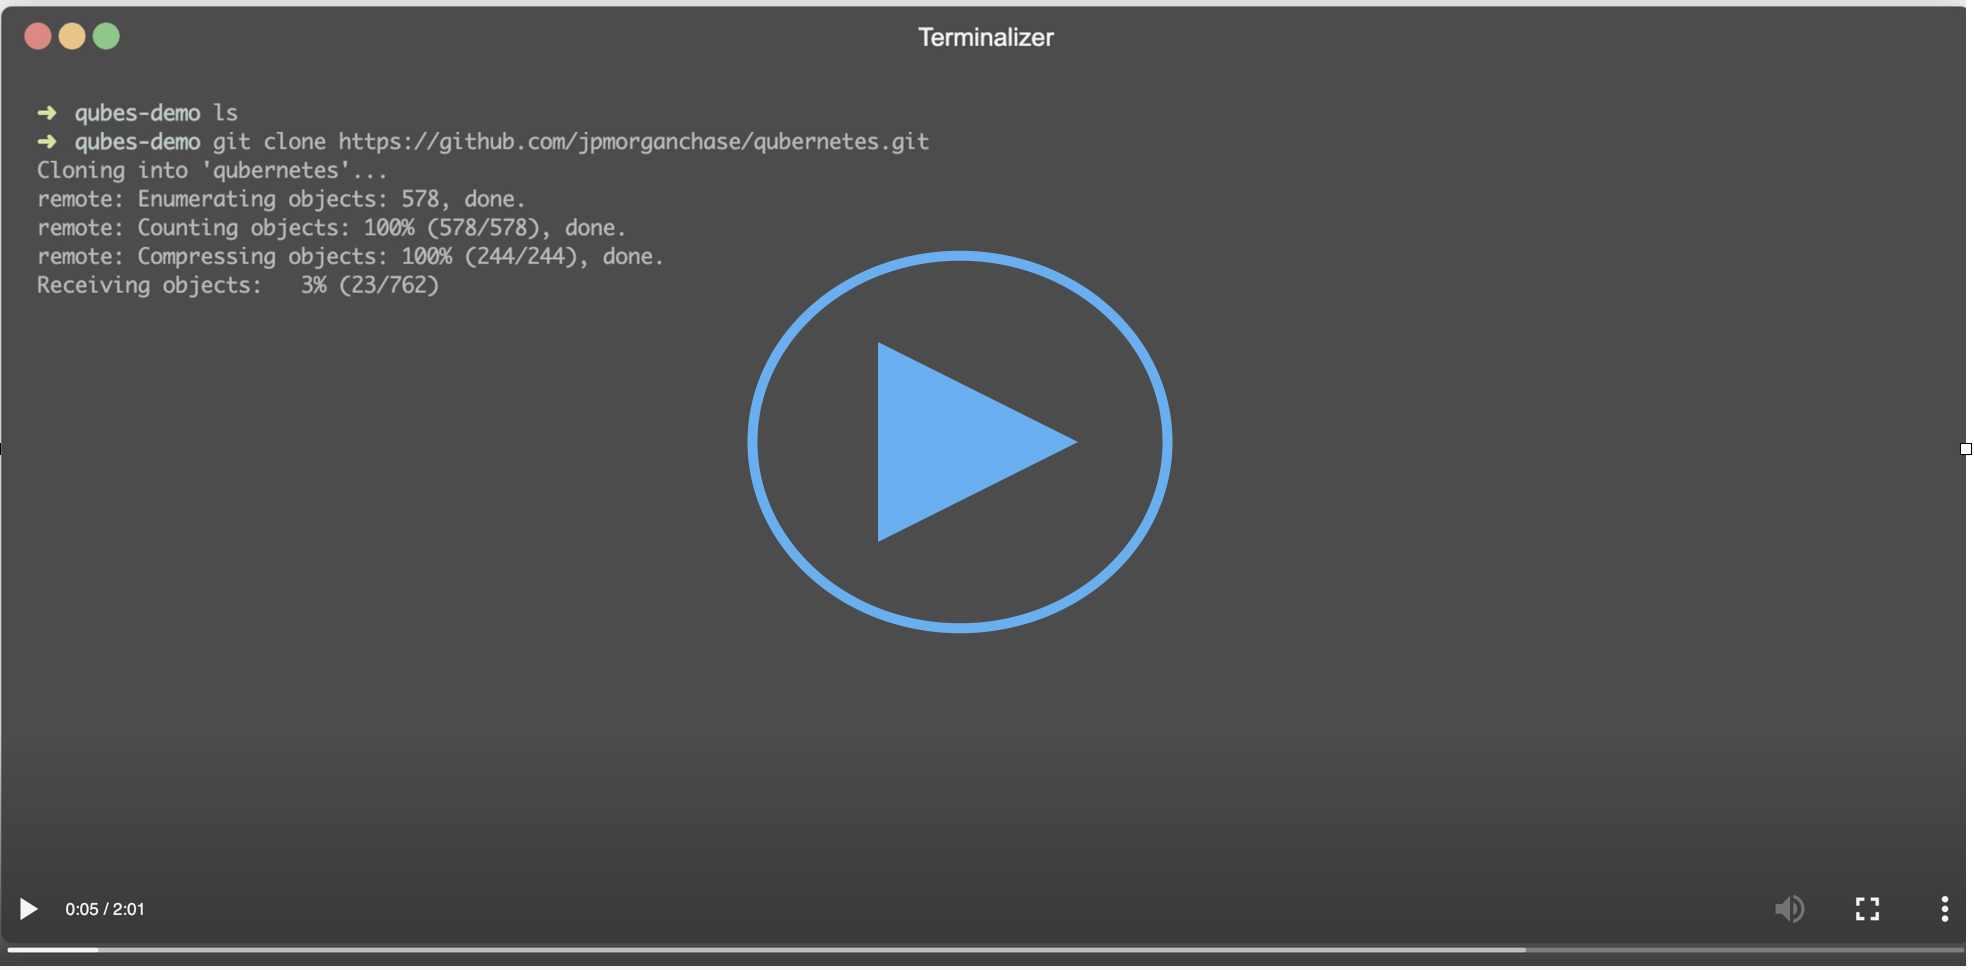 Terminalizer
➜ qubes-demo ls
➜ qubes-demo git clone https://github.com/jpmorganchase/qubernetes.git
Cloning into 'qubernetes'...
remote: Enumerating objects: 578, done.
remote: Counting objects: 100% (578/578), done.
remote: Compressing objects: 100% (244/244), done.
Receiving objects:   3% (23/762)
0:05 / 2:01